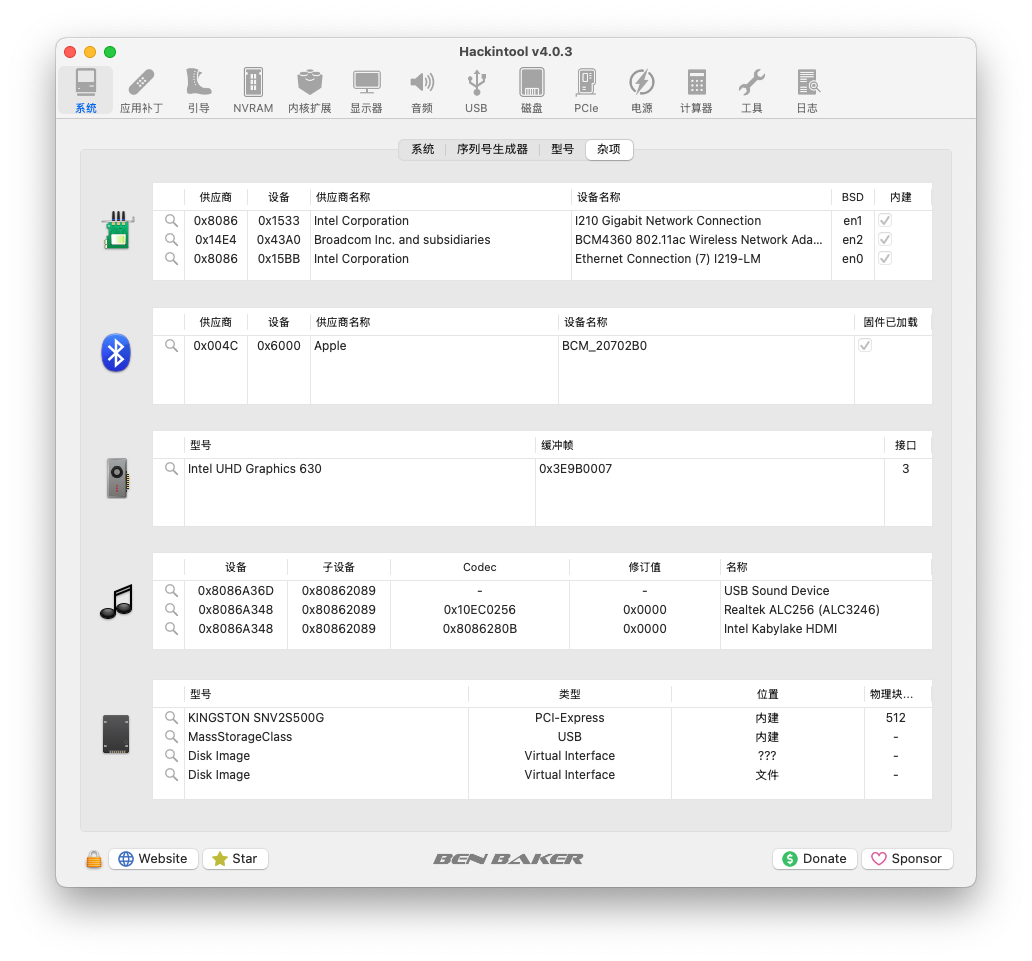 Hackintool v4.0.3
系统 应用补丁 引导 NVRAM 内核扩展 显示器 音频 USB 磁盘 PCIe 电源 计算器 工具 日志
系统 序列号生成器 型号 杂项
供应商 设备 供应商名称 设备名称 BSD 内建
0x8086 0x1533 Intel Corporation I210 Gigabit Network Connection en1
0x14E4 0x43A0 Broadcom Inc. and subsidiaries BCM4360 802.11ac Wireless Network Ada... en2
0x8086 0x15BB Intel Corporation Ethernet Connection (7) I219-LM en0
供应商 设备 供应商名称 设备名称 固件已加载
0x004C 0x6000 Apple BCM_20702B0
型号 缓冲帧 接口
Intel UHD Graphics 630 0x3E9B0007 3
设备 子设备 Codec 修订值 名称
0x8086A36D 0x80862089 - - USB Sound Device
0x8086A348 0x80862089 0x10EC0256 0x0000 Realtek ALC256 (ALC3246)
0x8086A348 0x80862089 0x8086280B 0x0000 Intel Kabylake HDMI
型号 类型 位置 物理块...
KINGSTON SNV2S500G PCI-Express 内建 512
MassStorageClass USB 内建 -
Disk Image Virtual Interface ??? -
Disk Image Virtual Interface 文件 -
Website Star BEN BAKER Donate Sponsor